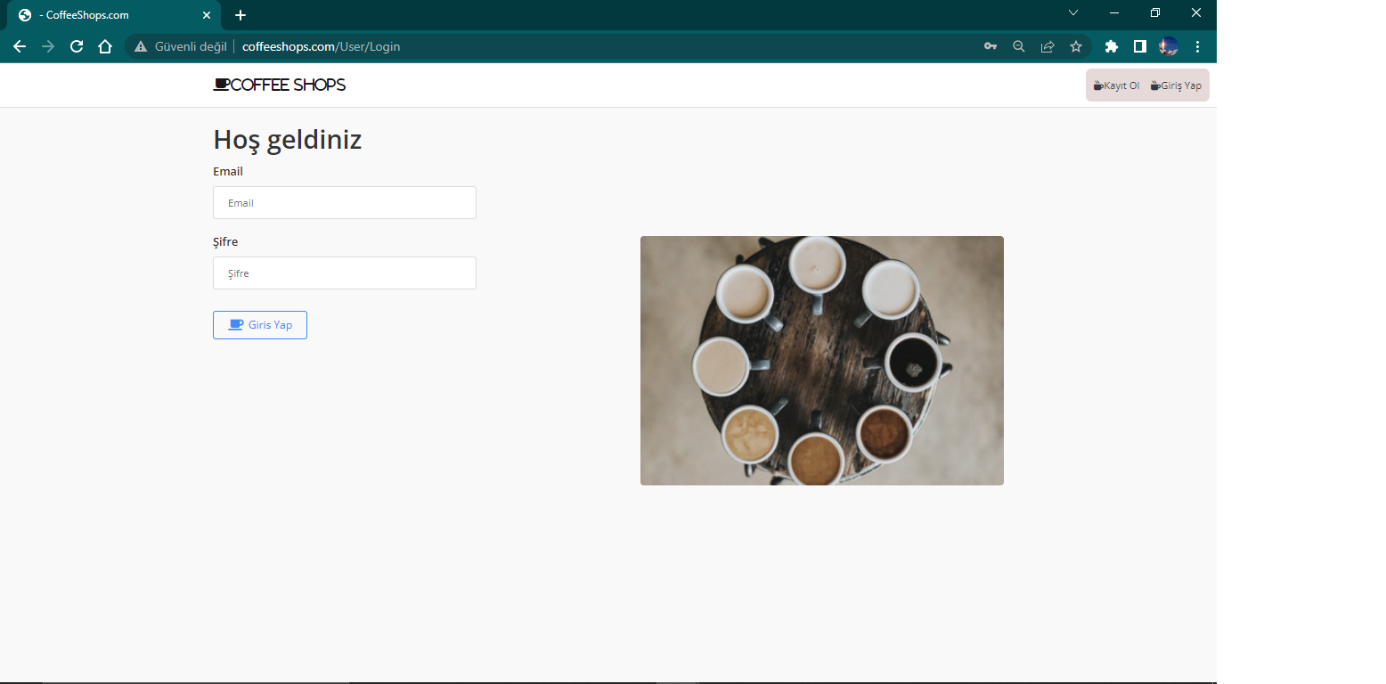 - CoffeeShops.com
Güvenli değil coffeeshops.com/User/Login
COFFEE SHOPS
Kayıt Ol Giriş Yap
Hoş geldiniz
Email
Email
Şifre
Şifre
Giris Yap